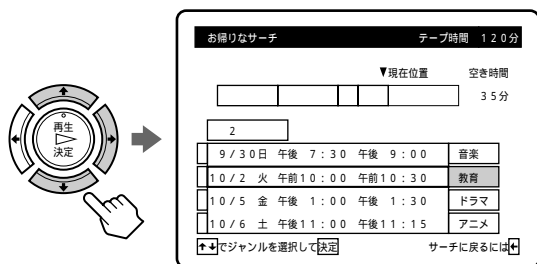 お帰りなサーチ テープ時間 120分
▼現在位置 空き時間
35分
再生
決定
2
9/30日 午後 7:30 午後 9:00 音楽
10/2 火 午前10:00 午前10:30 教育
10/5 金 午後 1:00 午後 1:30 ドラマ
10/6 土 午後11:00 午後11:15 アニメ
↑↓でジャンルを選択して決定 サーチに戻るには←